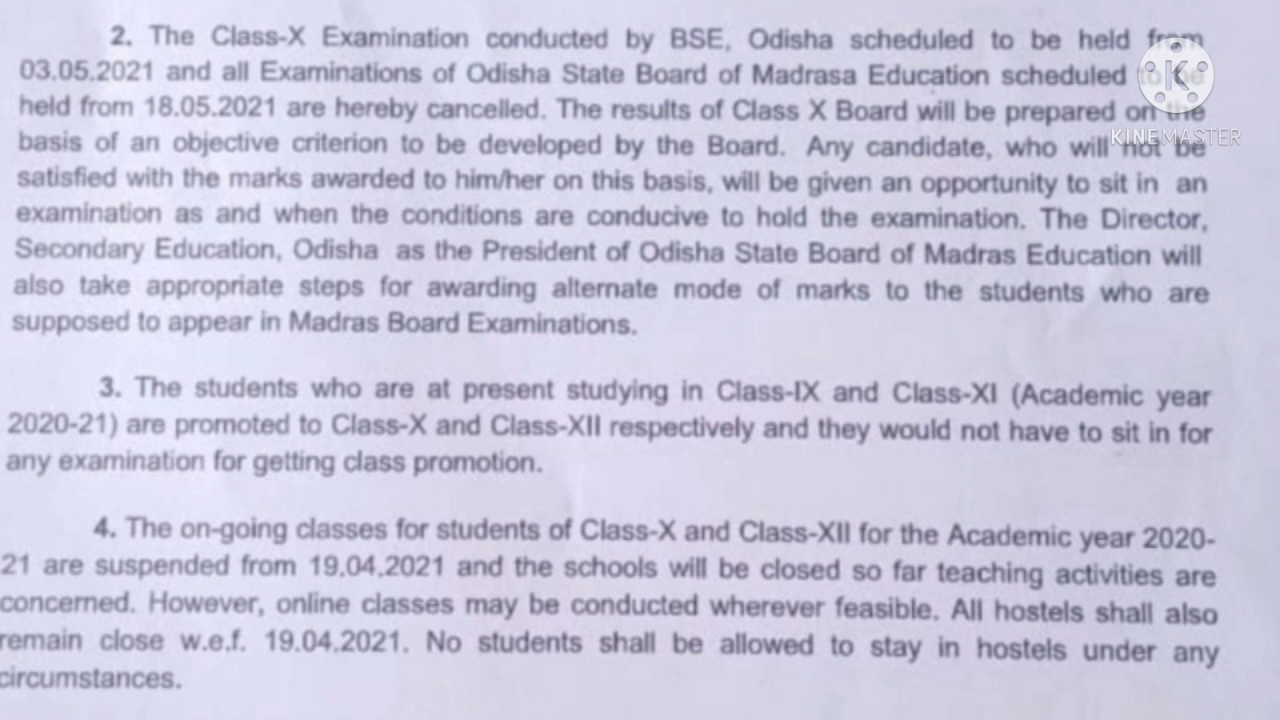 2. The Class-X Examination conducted by BSE, Odisha scheduled to be held from
03.05.2021 and all Examinations of Odisha State Board of Madrasa Education scheduled to be
held from 18.05.2021 are hereby cancelled. The results of Class X Board will be prepared on the
basis of an objective criterion to be developed by the Board. Any candidate, who will not be
satisfied with the marks awarded to him/her on this basis, will be given an opportunity to sit in an
examination as and when the conditions are conducive to hold the examination. The Director,
Secondary Education, Odisha as the President of Odisha State Board of Madras Education will
also take appropriate steps for awarding alternate mode of marks to the students who are
supposed to appear in Madras Board Examinations.
3. The students who are at present studying in Class-IX and Class-XI (Academic year
2020-21) are promoted to Class-X and Class-XII respectively and they would not have to sit in for
any examination for getting class promotion.
4. The on-going classes for students of Class-X and Class-XII for the Academic year 2020-
21 are suspended from 19.04.2021 and the schools will be closed so far teaching activities are
concerned. However, online classes may be conducted wherever feasible. All hostels shall also
remain close w.e.f. 19.04.2021. No students shall be allowed to stay in hostels under any
circumstances.
K
KINEMASTER